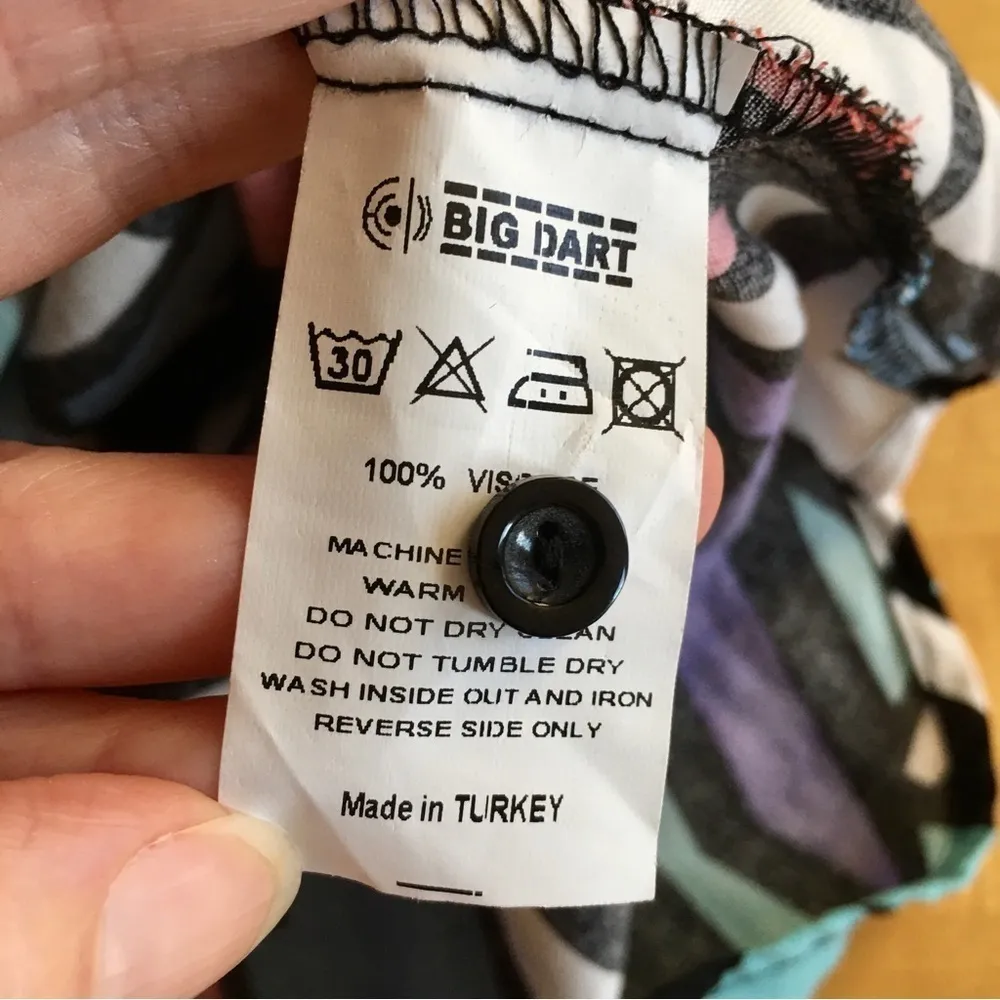 BIG DART
30
100%
MACHINE
WARM
DO NOT DRY
DO NOT TUMBLE DRY
WASH INSIDE OUT AND IRON
REVERSE SIDE ONLY
Made in TURKEY